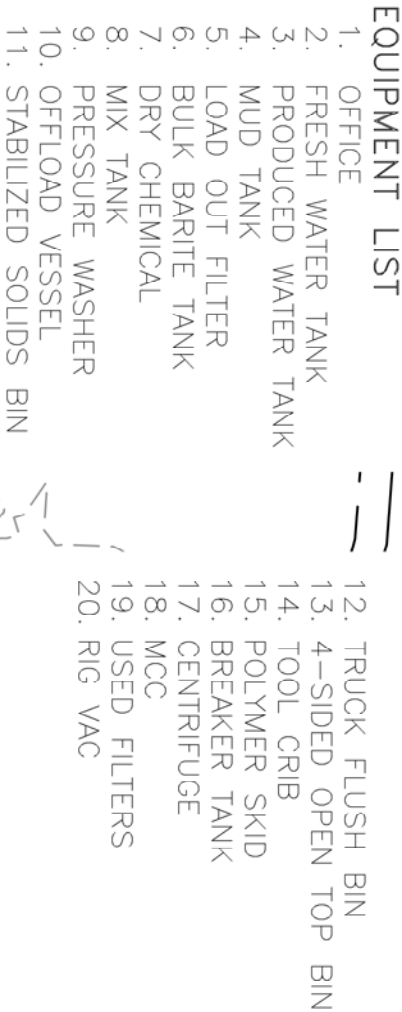 EQUIPMENT LIST
1. OFFICE
2. FRESH WATER TANK
3. PRODUCED WATER TANK
4. MUD TANK
5. LOAD OUT FILTER
6. BULK BARITE TANK
7. DRY CHEMICAL
8. MIX TANK
9. PRESSURE WASHER
10. OFFLOAD VESSEL
11. STABILIZED SOLIDS BIN
12. TRUCK FLUSH BIN
13. 4-SIDED OPEN TOP BIN
14. TOOL CRIB
15. POLYMER SKID
16. BREAKER TANK
17. CENTRIFUGE
18. MCC
19. USED FILTERS
20. RIG VAC